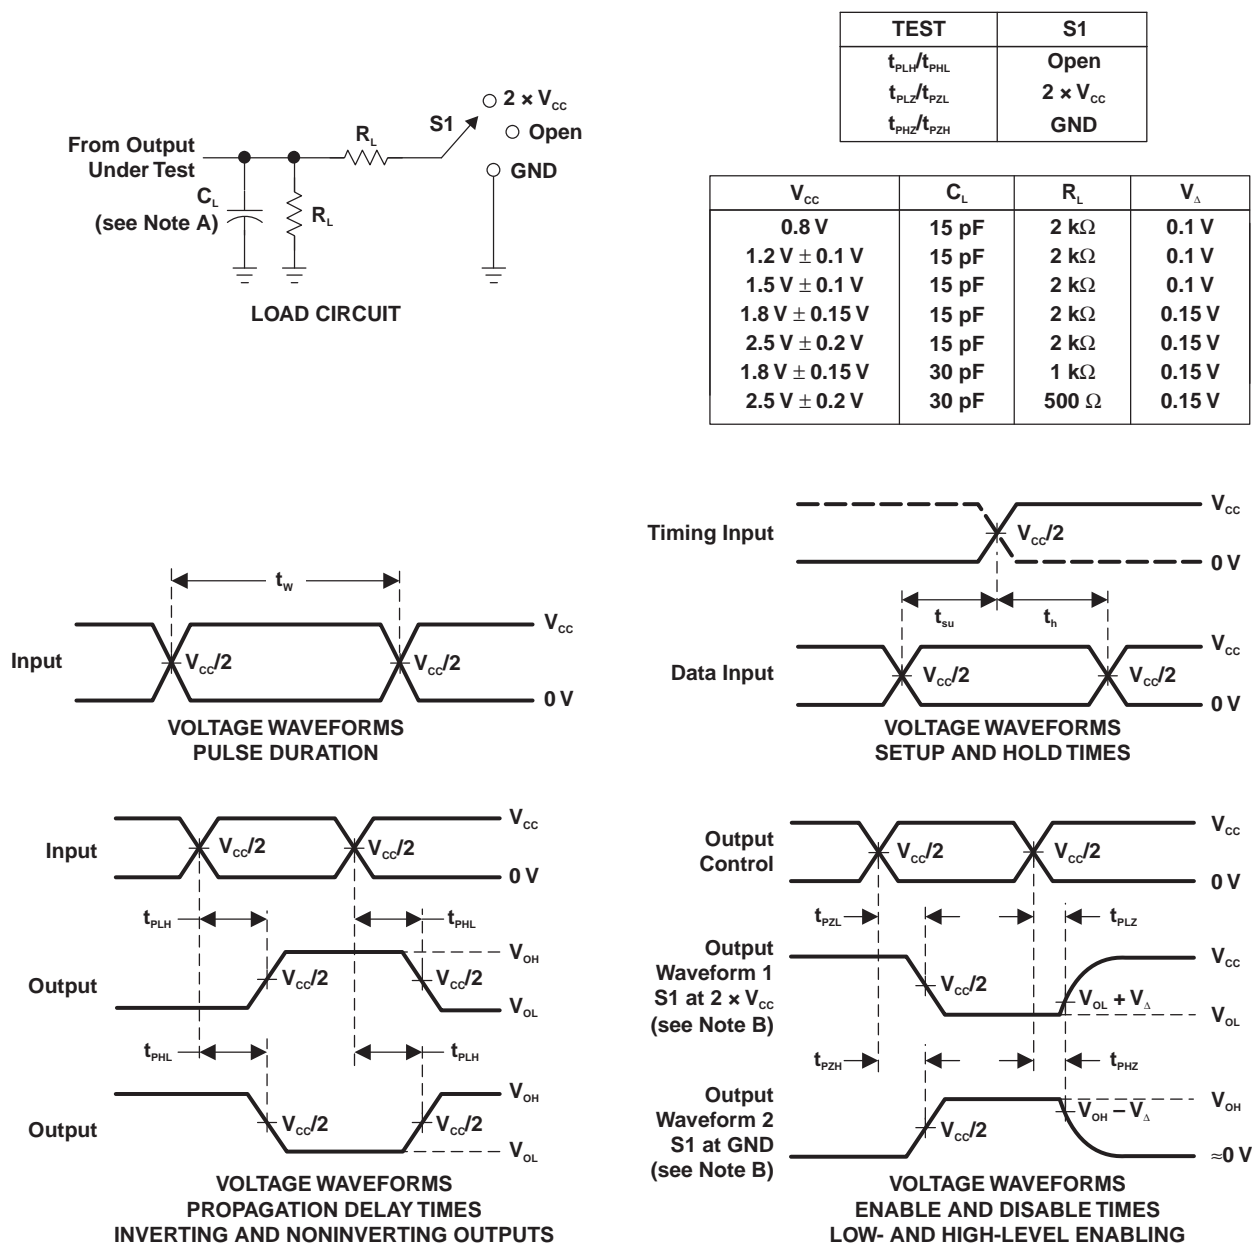 TEST S1
tPLH/tPHL Open
tPLZ/tPZL 2 × VCC
tPHZ/tPZH GND
2 × VCC
S1
Open
RL
From Output
Under Test
GND
CL
(see Note A)
RL
LOAD CIRCUIT
VCC CL RL VΔ
0.8 V 15 pF 2 kΩ 0.1 V
1.2 V ± 0.1 V 15 pF 2 kΩ 0.1 V
1.5 V ± 0.1 V 15 pF 2 kΩ 0.1 V
1.8 V ± 0.15 V 15 pF 2 kΩ 0.15 V
2.5 V ± 0.2 V 15 pF 2 kΩ 0.15 V
1.8 V ± 0.15 V 30 pF 1 kΩ 0.15 V
2.5 V ± 0.2 V 30 pF 500 Ω 0.15 V
tW
VCC
Input
VCC/2 VCC/2
0 V
VOLTAGE WAVEFORMS
PULSE DURATION
VCC
Timing Input
VCC/2
0 V
tsu th
VCC
Data Input
VCC/2 VCC/2
0 V
VOLTAGE WAVEFORMS
SETUP AND HOLD TIMES
VCC
Input
VCC/2 VCC/2
0 V
tPLH tPHL
VOH
Output
VCC/2 VCC/2
VOL
tPHL tPLH
VOH
Output
VCC/2 VCC/2
VOL
VOLTAGE WAVEFORMS
PROPAGATION DELAY TIMES
INVERTING AND NONINVERTING OUTPUTS
VCC
Output
Control
VCC/2 VCC/2
0 V
tPZL tPLZ
Output
Waveform 1
S1 at 2 × VCC
(see Note B)
VCC
VCC/2
VOL + VΔ
VOL
tPZH tPHZ
Output
Waveform 2
S1 at GND
(see Note B)
VOH
VCC/2
VOH − VΔ
≈0 V
VOLTAGE WAVEFORMS
ENABLE AND DISABLE TIMES
LOW- AND HIGH-LEVEL ENABLING